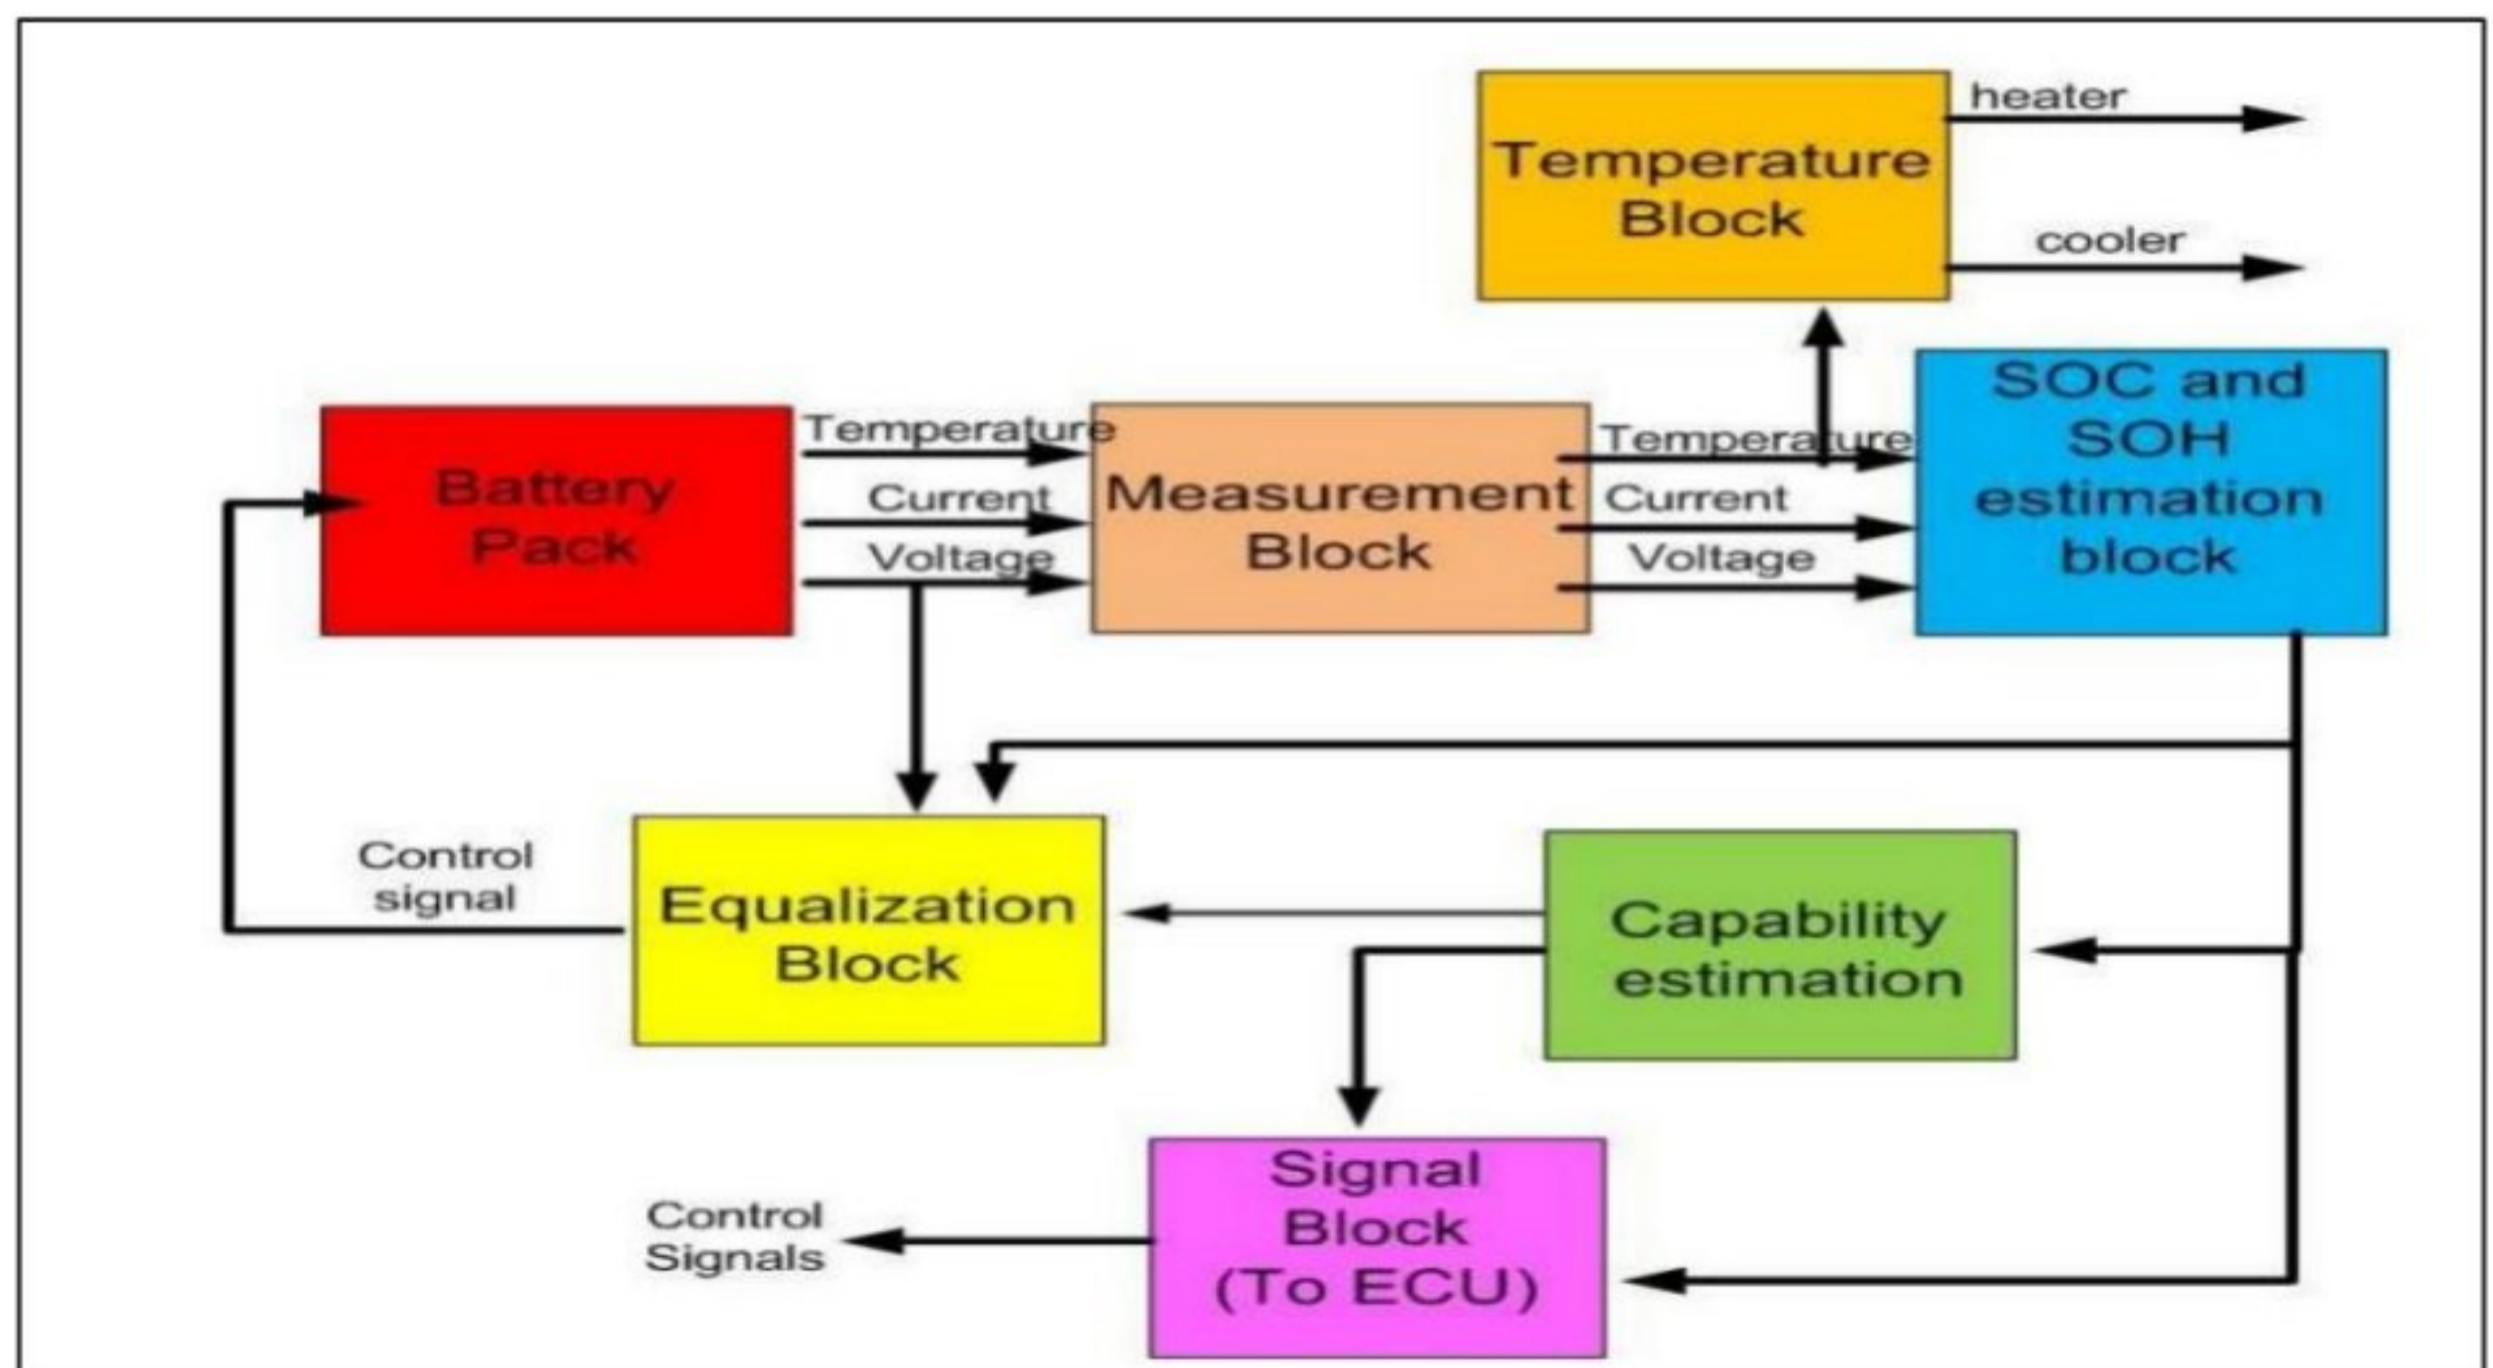 heater
Temperature
Block
cooler
Battery
Pack
Temperature
Current
Voltage
Measurement
Block
Temperature
Current
Voltage
SOC and
SOH
estimation
block
Control
signal
Equalization
Block
Capability
estimation
Control
Signals
Signal
Block
(To ECU)